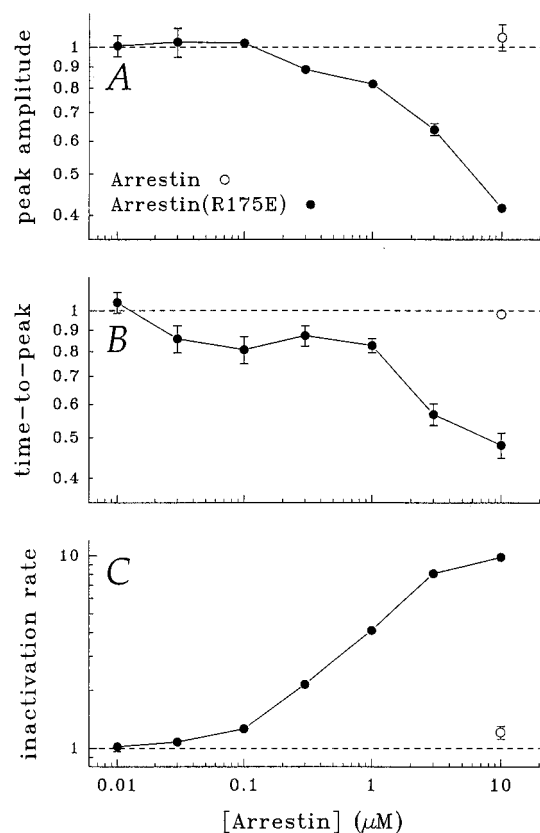 A
peak amplitude
1
0.9
0.8
0.7
0.6
0.5
0.4
Arrestin ○
Arrestin(R175E) ●
B
time-to-peak
1
0.9
0.8
0.7
0.6
0.5
0.4
C
inactivation rate
10
1
0.01 0.1 1 10
[Arrestin] (μM)